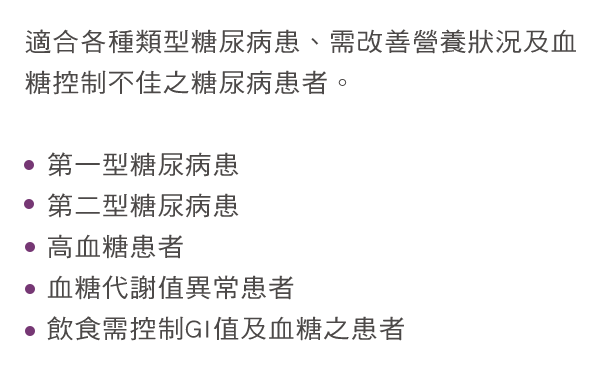 適合各種類型糖尿病患、需改善營養狀況及血
糖控制不佳之糖尿病患者。
• 第一型糖尿病患
• 第二型糖尿病患
• 高血糖患者
• 血糖代謝值異常患者
• 飲食需控制GI值及血糖之患者